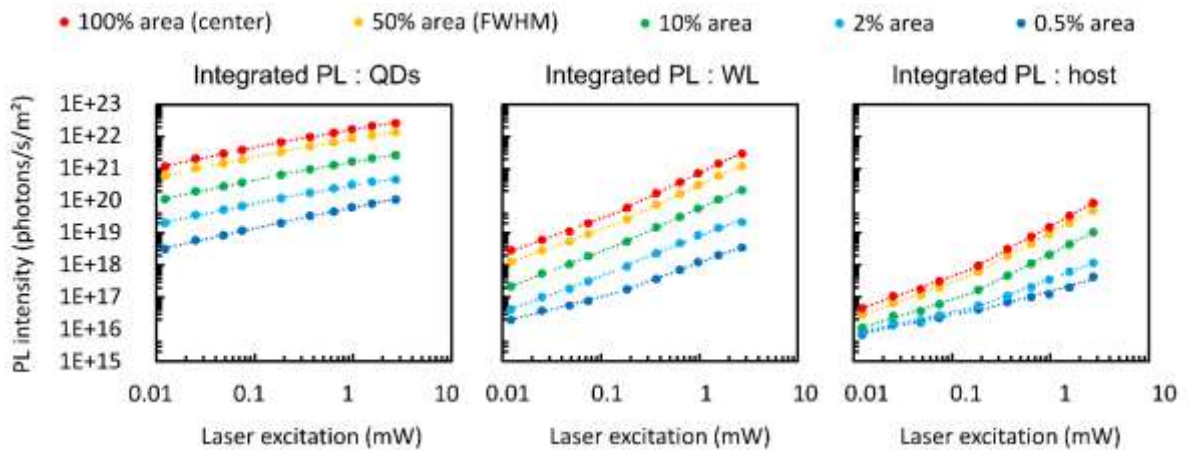 100% area (center) 50% area (FWHM) 10% area 2% area 0.5% area
Integrated PL : QDs Integrated PL : WL Integrated PL : host
PL intensity (photons/s/m²)
1E+23
1E+22
1E+21
1E+20
1E+19
1E+18
1E+17
1E+16
1E+15
0.01 0.1 1 10 0.01 0.1 1 10 0.01 0.1 1 10
Laser excitation (mW) Laser excitation (mW) Laser excitation (mW)